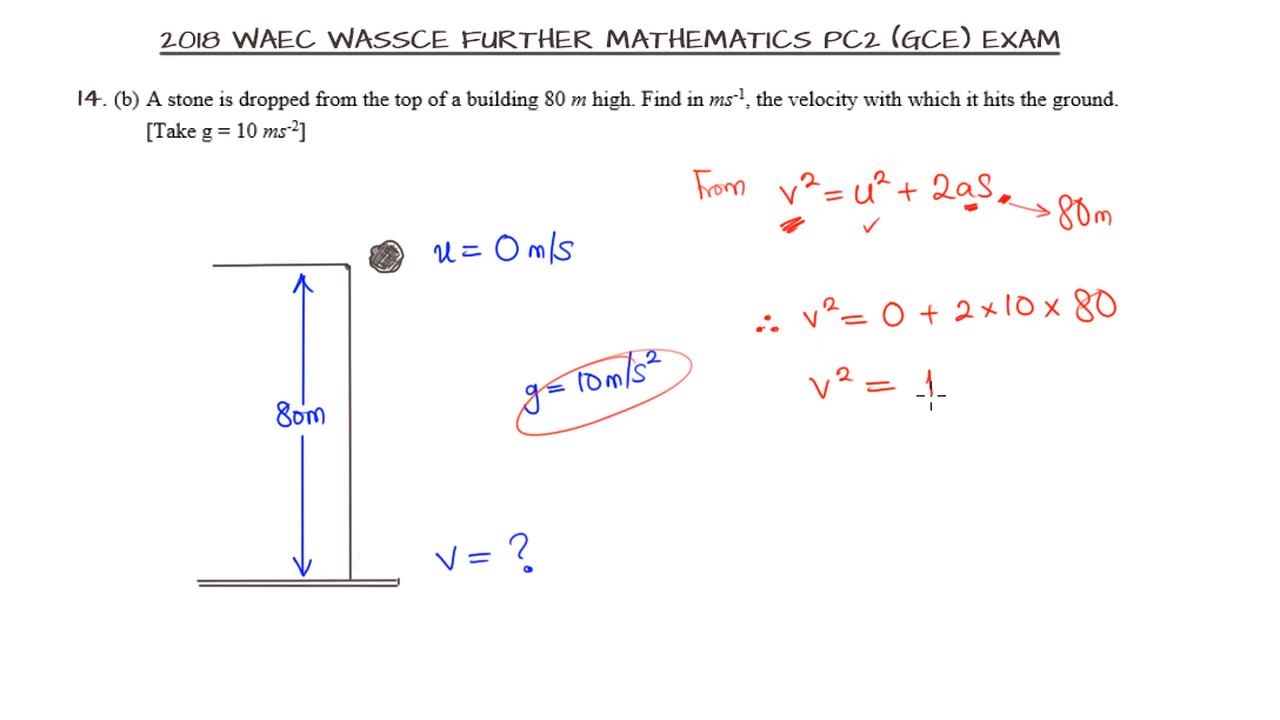 2018 WAEC WASSCE FURTHER MATHEMATICS PC2 (GCE) EXAM
14. (b) A stone is dropped from the top of a building 80 m high. Find in ms⁻¹, the velocity with which it hits the ground.
[Take g = 10 ms⁻²]
From v² = u² + 2as → 80m
u = 0 m/s
∴ v² = 0 + 2 × 10 × 80
g = 10 m/s²
v² = 1
80m
v = ?